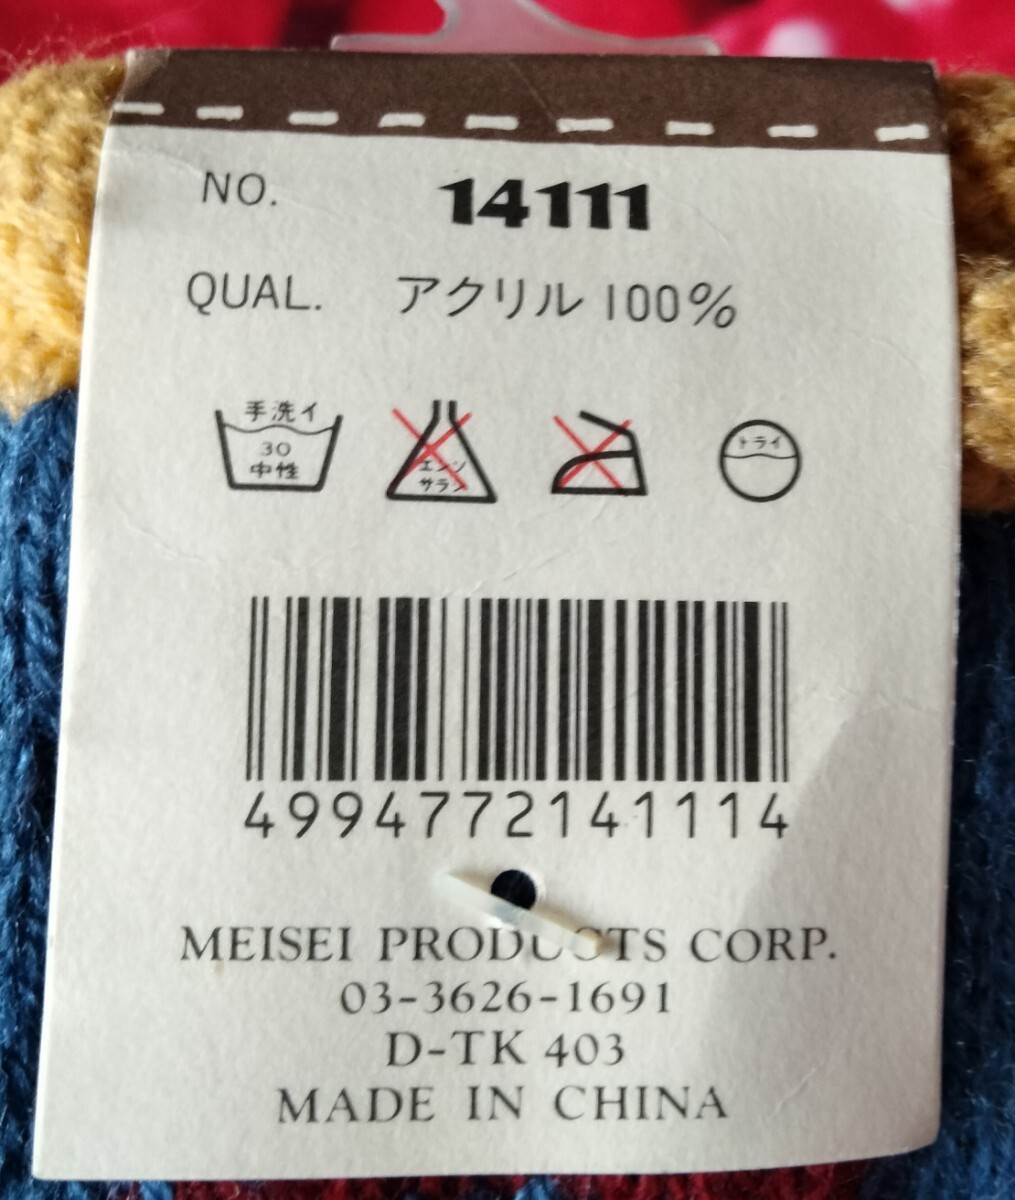 NO. 14111
QUAL. アクリル 100%
手洗イ
30
中性
エンソ
サラシ
ドライ
4994772141114
MEISEI PRODUCTS CORP.
03-3626-1691
D-TK 403
MADE IN CHINA